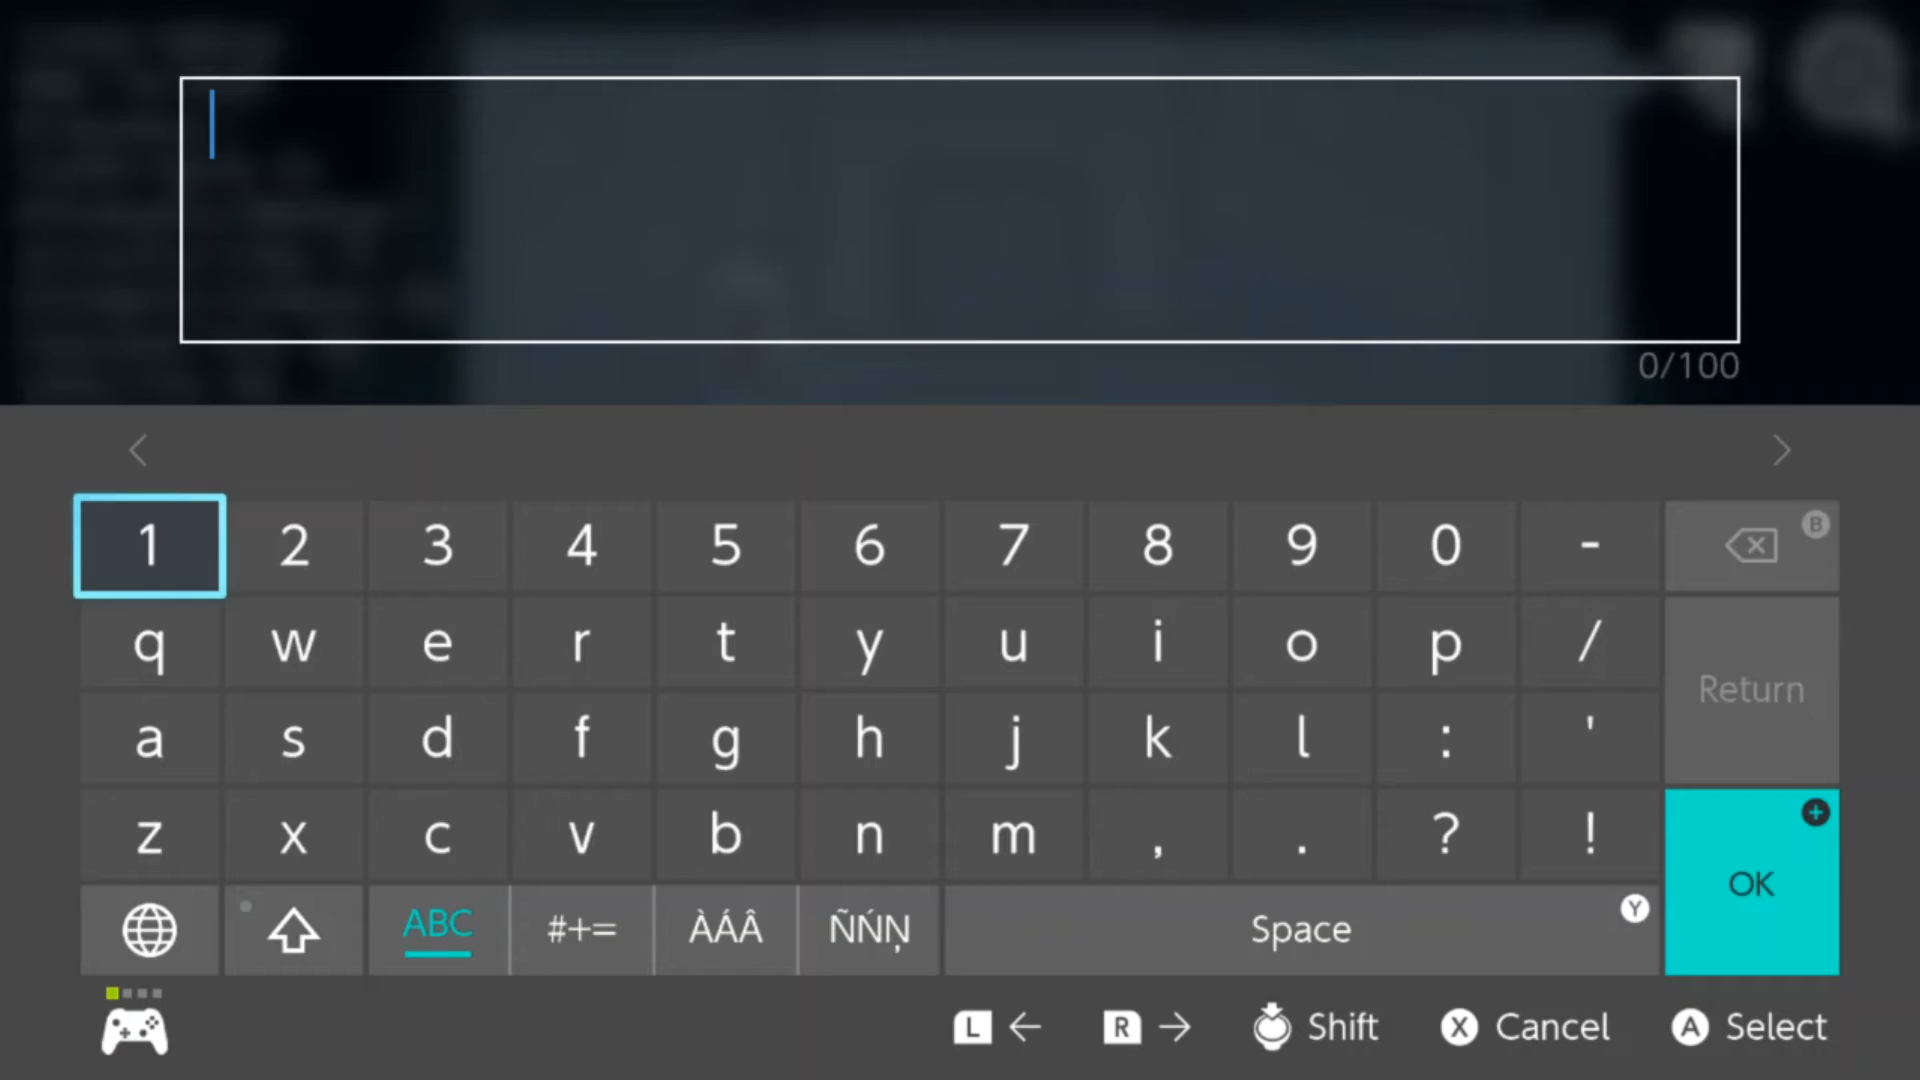 0/100
1 2 3 4 5 6 7 8 9 0 - B
q w e r t y u i o p /
Return
a s d f g h j k l : '
z x c v b n m , . ? ! +
OK
ABC #+= ÀÁÂ ÑŃŅ Space Y
L ← R → Shift X Cancel A Select